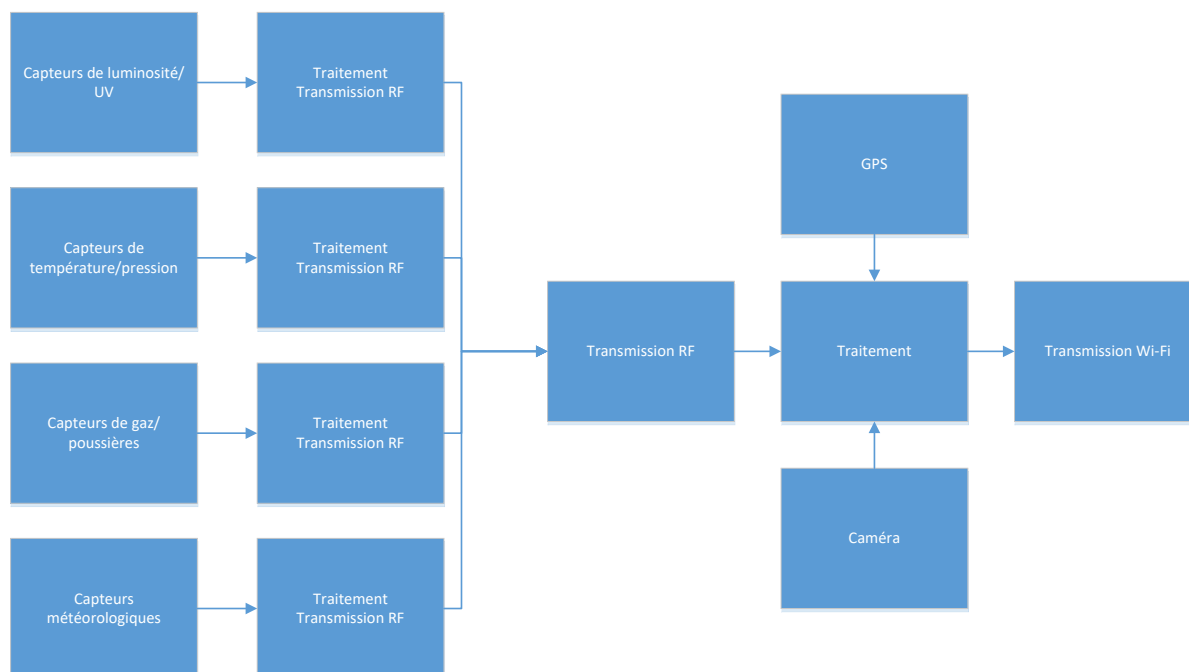 Capteurs de luminosité/
UV
Traitement
Transmission RF
GPS
Capteurs de
température/pression
Traitement
Transmission RF
Transmission RF
Traitement
Transmission Wi-Fi
Capteurs de gaz/
poussières
Traitement
Transmission RF
Caméra
Capteurs
météorologiques
Traitement
Transmission RF